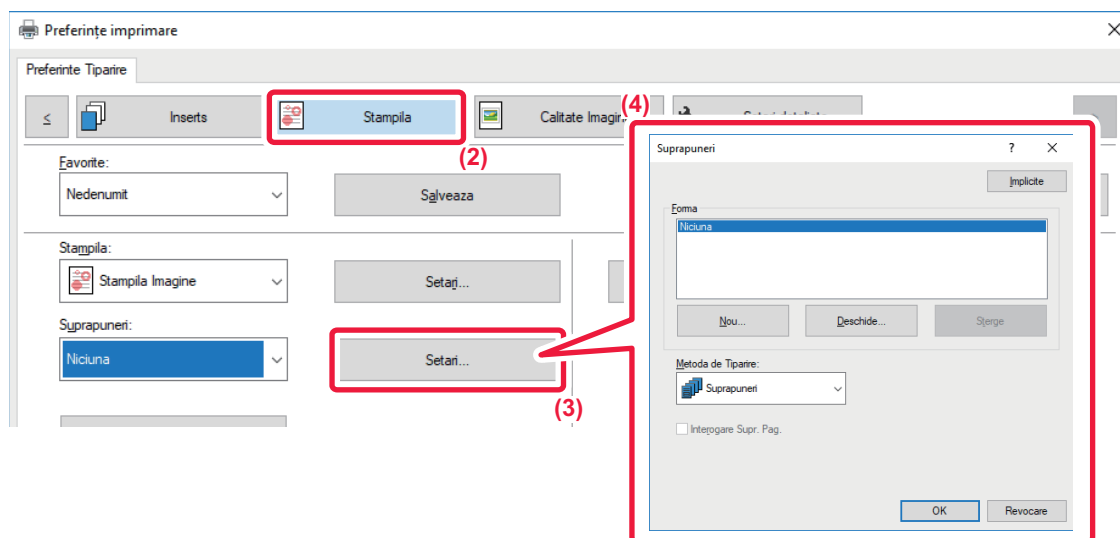 Preferințe imprimare
Preferinte Tiparire
≤
Inserts
Stampila
(2)
Calitate Imagin
(4)
Favorite:
Nedenumit
Salveaza
Stampila:
Stampila Imagine
Setari...
Suprapuneri:
Niciuna
Setari...
(3)
Suprapuneri
?
Implicite
Forma
Niciuna
Nou...
Deschide...
Sterge
Metoda de Tiparire:
Suprapuneri
Interogare Supr. Pag.
OK
Revocare